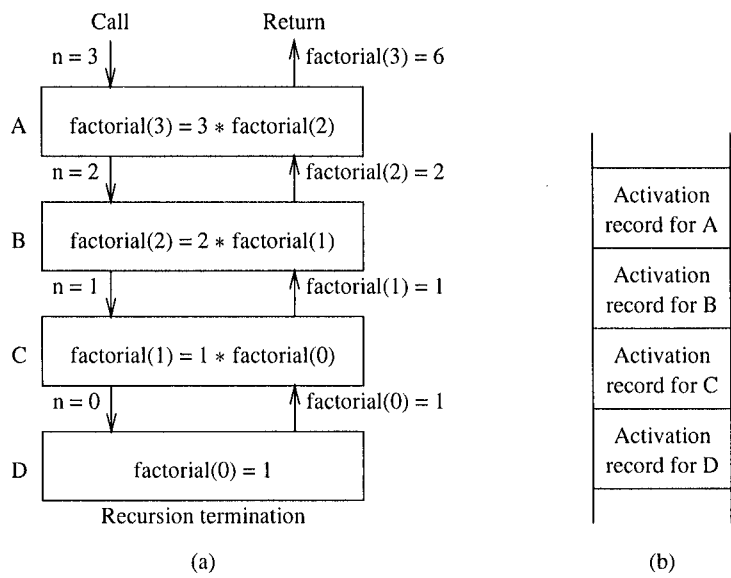 Call
Return
n = 3
factorial(3) = 6
A
factorial(3) = 3 * factorial(2)
n = 2
factorial(2) = 2
B
factorial(2) = 2 * factorial(1)
n = 1
factorial(1) = 1
C
factorial(1) = 1 * factorial(0)
n = 0
factorial(0) = 1
D
factorial(0) = 1
Recursion termination
(a)
Activation
record for A
Activation
record for B
Activation
record for C
Activation
record for D
(b)